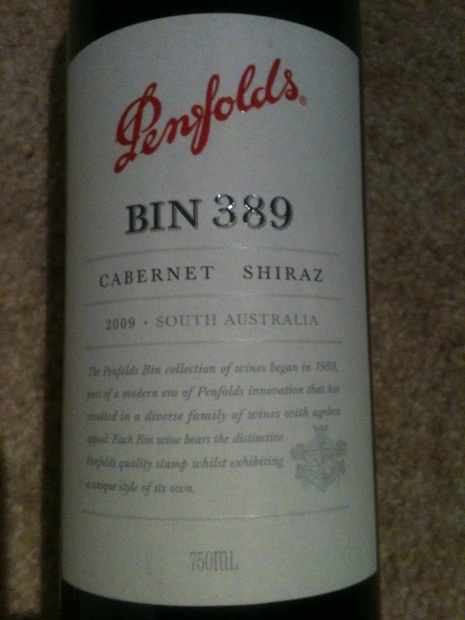 Penfolds®
BIN 389
CABERNET SHIRAZ
2009 • SOUTH AUSTRALIA
The Penfolds Bin collection of wines began in 1959,
part of a modern era of Penfolds innovation that has
resulted in a diverse family of wines with
appeal. Each Bin wine bears the distinctive
Penfolds quality stamp whilst exhibiting
a unique style of its own.
750ML